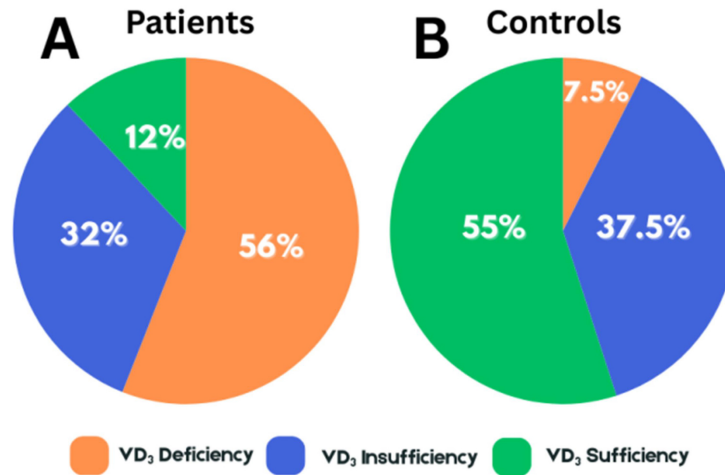 A Patients
B Controls
12%
32%
56%
7.5%
55%
37.5%
VD₃ Deficiency
VD₃ Insufficiency
VD₃ Sufficiency